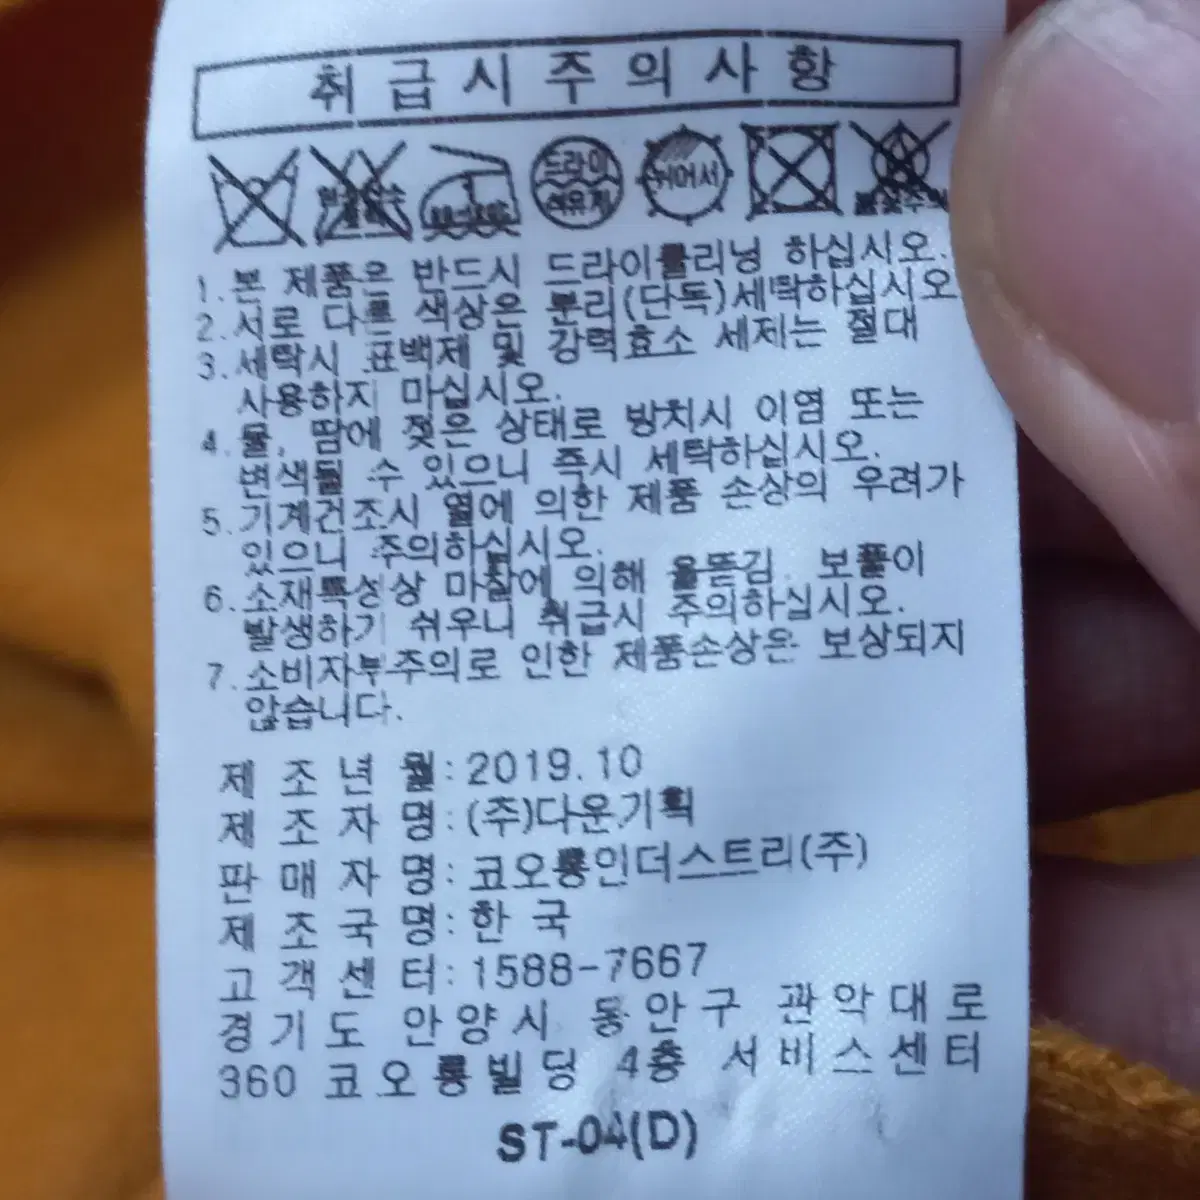 취급시주의사항
드라이
석유계
뉘어서
1. 본 제품은 반드시 드라이클리닝 하십시오.
2. 서로 다른 색상은 분리(단독)세탁하십시오
3. 세탁시 표백제 및 강력효소 세제는 절대
사용하지 마십시오.
4. 물, 땀에 젖은 상태로 방치시 이염 또는
변색될 수 있으니 즉시 세탁하십시오.
5. 기계건조시 열에 의한 제품 손상의 우려가
있으니 주의하십시오.
6. 소재특성상 마찰에 의해 올뜯김. 보풀이
발생하기 쉬우니 취급시 주의하십시오.
7. 소비자부주의로 인한 제품손상은 보상되지
않습니다.
제 조 년 월: 2019.10
제 조 자 명: (주)다운기획
판 매 자 명: 코오롱인더스트리(주)
제 조 국 명: 한 국
고 객 센 터: 1588-7667
경기도 안양시 동안구 관악대로
360 코오롱빌딩 4층 서비스센터
ST-04(D)